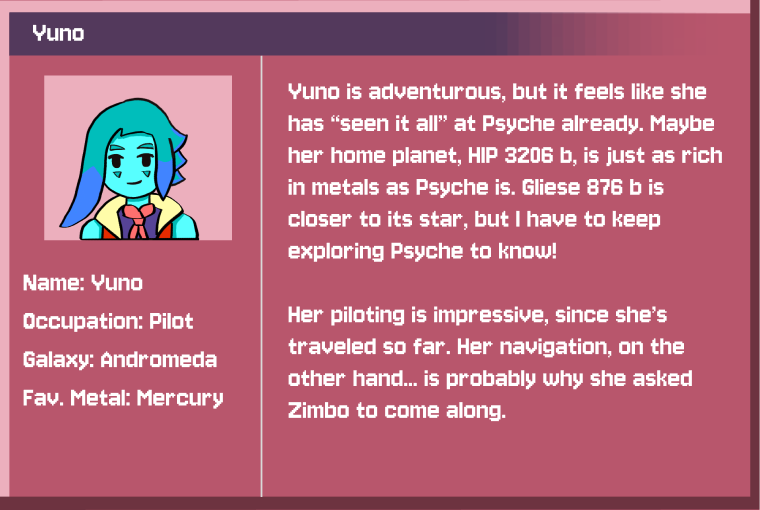 Yuno
Name: Yuno
Occupation: Pilot
Galaxy: Andromeda
Fav. Metal: Mercury
Yuno is adventurous, but it feels like she
has “seen it all” at Psyche already. Maybe
her home planet, HIP 3206 b, is just as rich
in metals as Psyche is. Gliese 876 b is
closer to its star, but I have to keep
exploring Psyche to know!
Her piloting is impressive, since she’s
traveled so far. Her navigation, on the
other hand... is probably why she asked
Zimbo to come along.